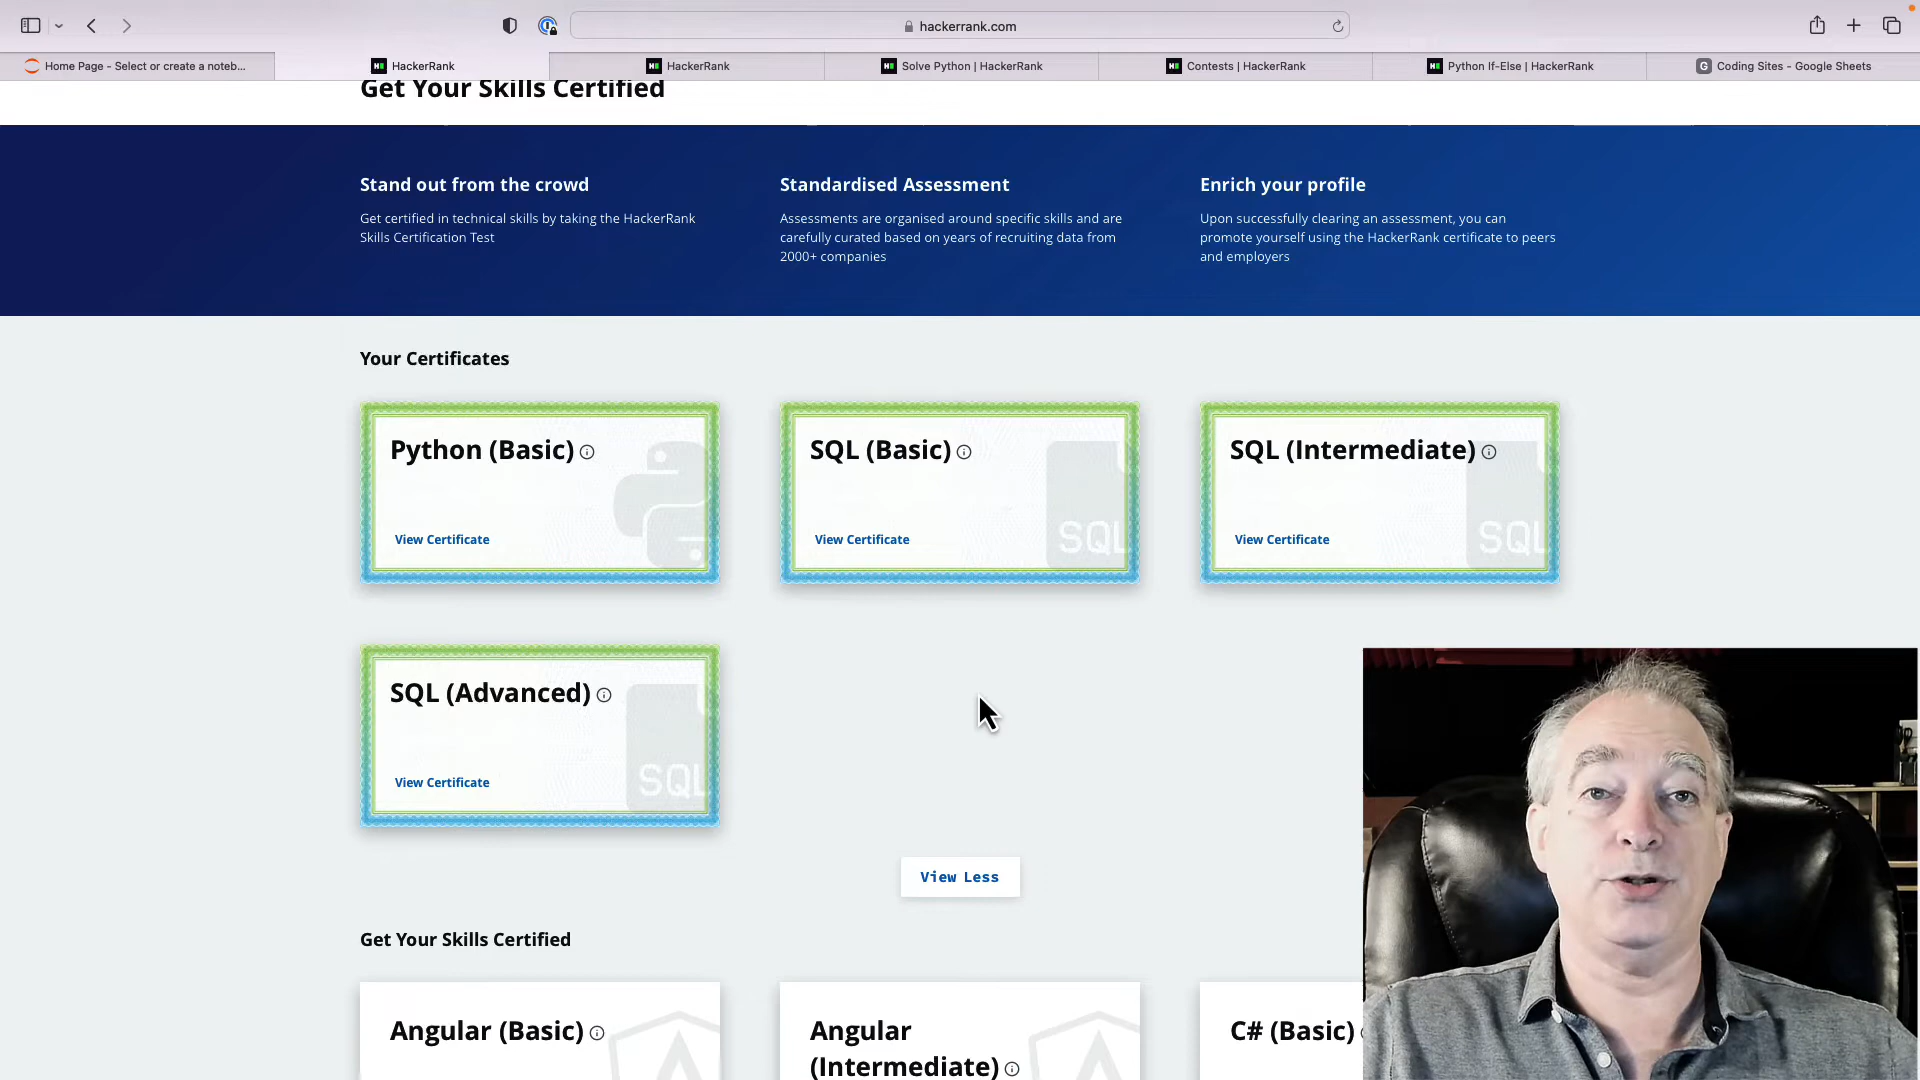 hackerrank.com
Home Page - Select or create a noteb...
HackerRank
HackerRank
Solve Python | HackerRank
Contests | HackerRank
Python If-Else | HackerRank
Coding Sites - Google Sheets
Get Your Skills Certified
Stand out from the crowd
Get certified in technical skills by taking the HackerRank
Skills Certification Test
Standardised Assessment
Assessments are organised around specific skills and are
carefully curated based on years of recruiting data from
2000+ companies
Enrich your profile
Upon successfully clearing an assessment, you can
promote yourself using the HackerRank certificate to peers
and employers
Your Certificates
Python (Basic)
View Certificate
SQL (Basic)
View Certificate
SQL
SQL (Intermediate)
View Certificate
SQL
SQL (Advanced)
View Certificate
SQL
View Less
Get Your Skills Certified
Angular (Basic)
Angular
(Intermediate)
C# (Basic)